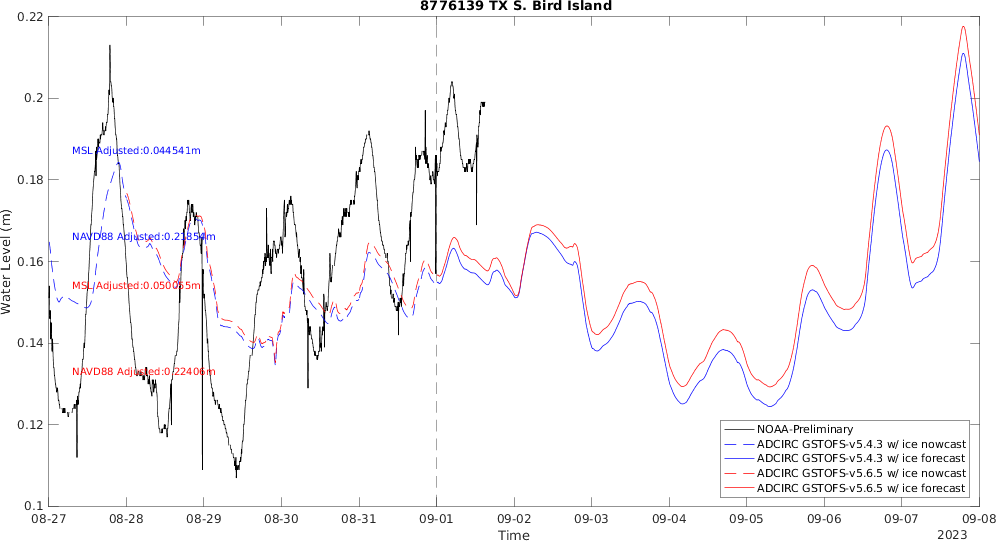 8776139 TX S. Bird Island
Water Level (m)
0.22
0.2
0.18
0.16
0.14
0.12
0.1
MSL Adjusted:0.044541m
NAVD88 Adjusted:0.21854m
MSL Adjusted:0.050055m
NAVD88 Adjusted:0.22406m
NOAA-Preliminary
ADCIRC GSTOFS-v5.4.3 w/ ice nowcast
ADCIRC GSTOFS-v5.4.3 w/ ice forecast
ADCIRC GSTOFS-v5.6.5 w/ ice nowcast
ADCIRC GSTOFS-v5.6.5 w/ ice forecast
08-27 08-28 08-29 08-30 08-31 09-01 09-02 09-03 09-04 09-05 09-06 09-07 09-08
Time
2023